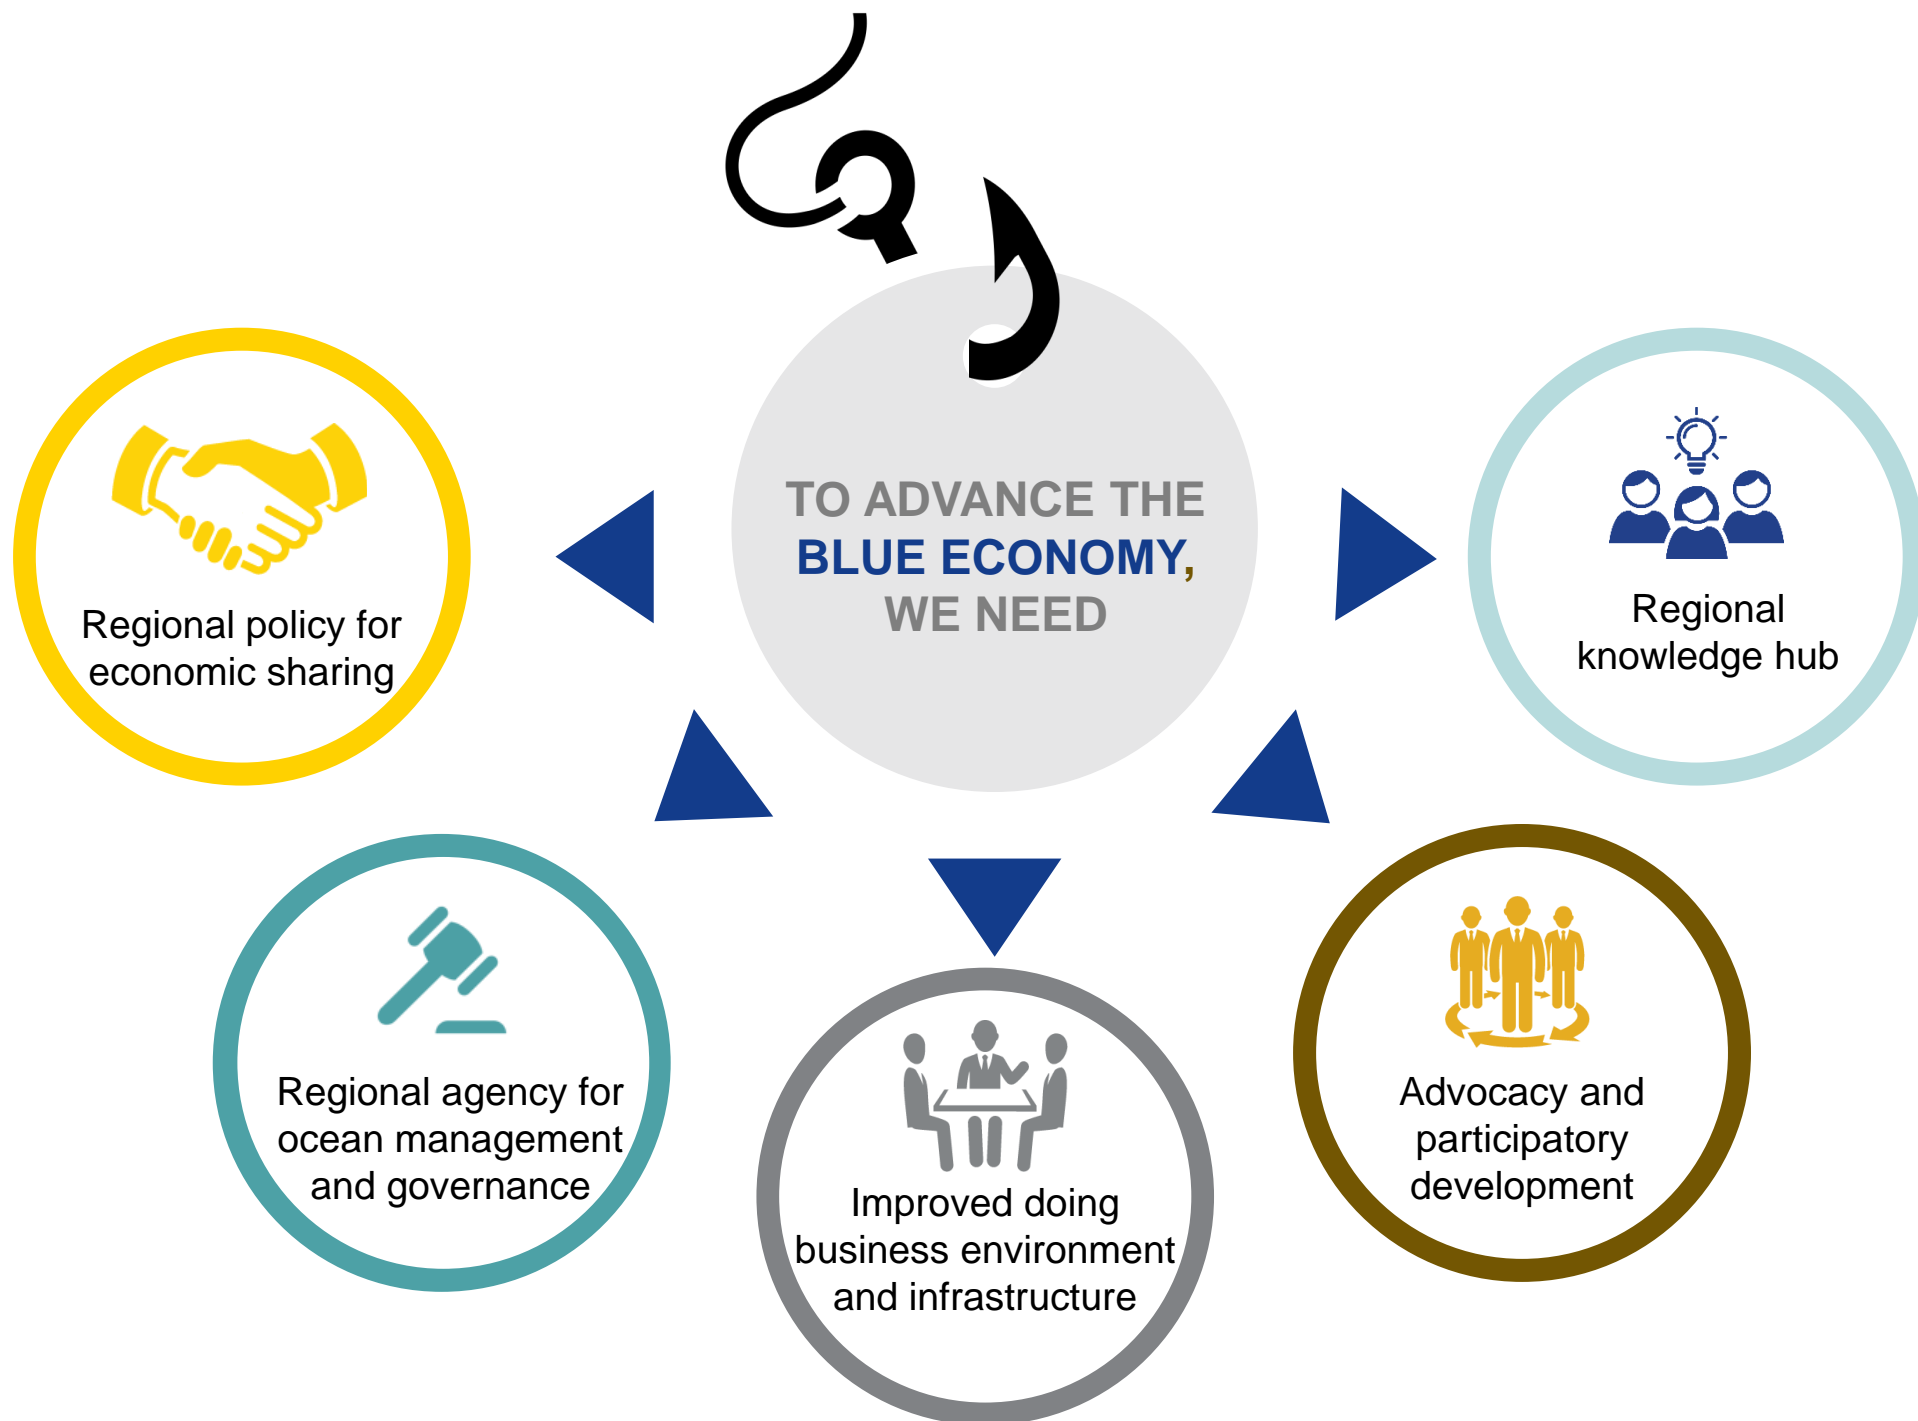 TO ADVANCE THE
BLUE ECONOMY,
WE NEED
Regional policy for
economic sharing
Regional agency for
ocean management
and governance
Improved doing
business environment
and infrastructure
Advocacy and
participatory
development
Regional
knowledge hub